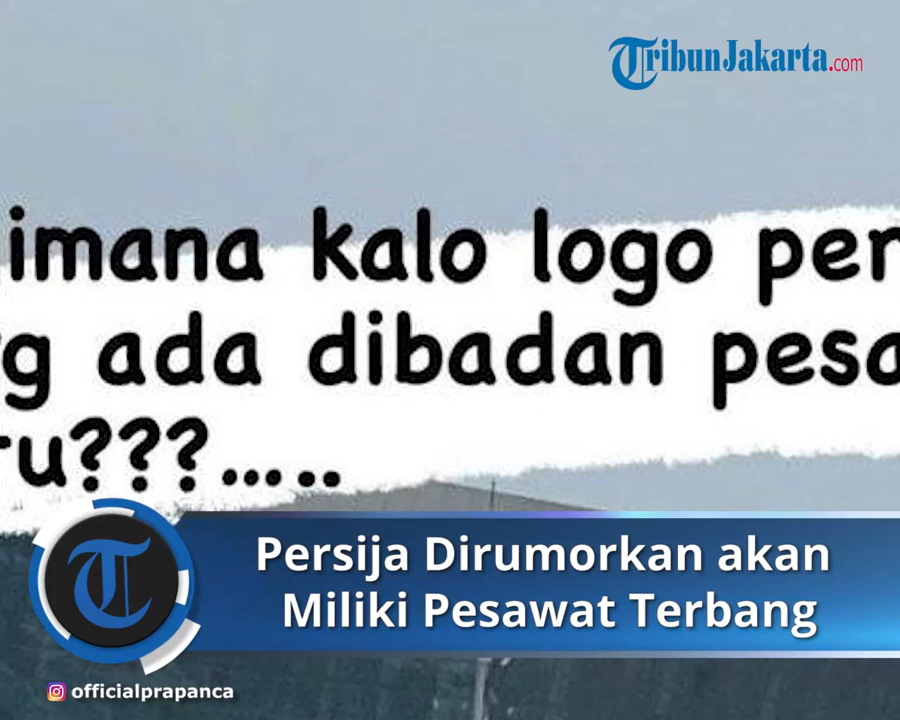 TribunJakarta.com
imana kalo logo per
g ada dibadan pesa
ru???.....
Persija Dirumorkan akan
Miliki Pesawat Terbang
officialprapanca